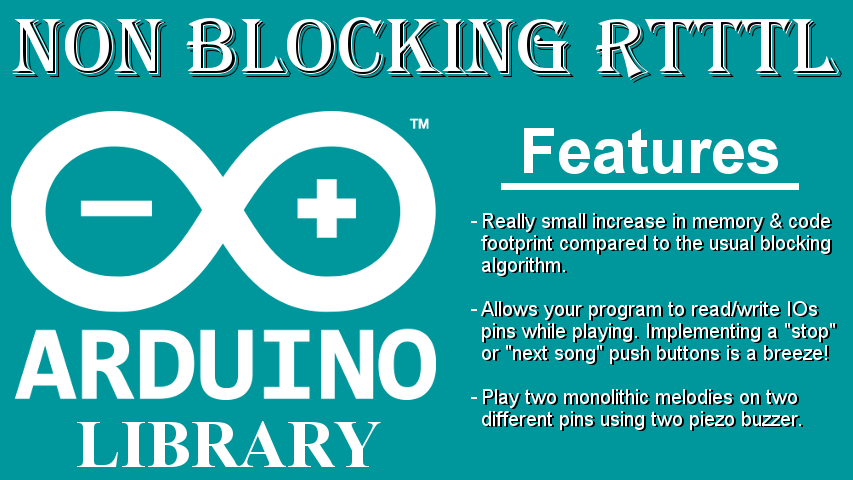 NON BLOCKING RTTTL
TM
ARDUINO
LIBRARY
Features
- Really small increase in memory & code
footprint compared to the usual blocking
algorithm.
- Allows your program to read/write IOs
pins while playing. Implementing a "stop"
or "next song" push buttons is a breeze!
- Play two monolithic melodies on two
different pins using two piezo buzzer.